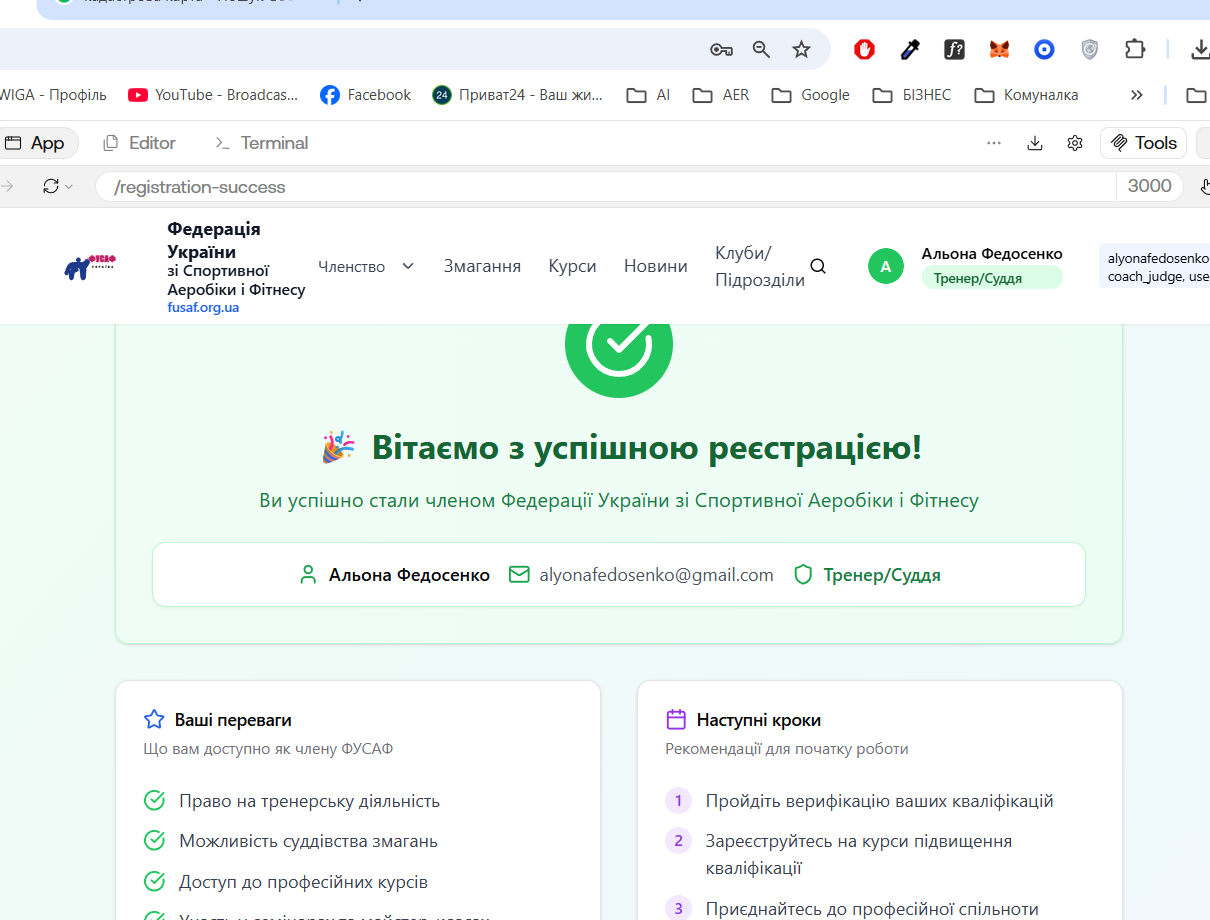 WIGA - Профіль
YouTube - Broadcas...
Facebook
24
Приват24 - Ваш жи...
AI
AER
Google
БІЗНЕС
Комуналка
App
Editor
Terminal
Tools
/registration-success
3000
ФУСАФ
Федерація
України
зі Спортивної
Аеробіки і Фітнесу
fusaf.org.ua
Членство
Змагання
Курси
Новини
Клуби/
Підрозділи
А
Альона Федосенко
Тренер/Суддя
alyonafedosenko
coach_judge, use
Вітаємо з успішною реєстрацією!
Ви успішно стали членом Федерації України зі Спортивної Аеробіки і Фітнесу
Альона Федосенко
alyonafedosenko@gmail.com
Тренер/Суддя
Ваші переваги
Що вам доступно як члену ФУСАФ
Право на тренерську діяльність
Можливість суддівства змагань
Доступ до професійних курсів
Наступні кроки
Рекомендації для початку роботи
1 Пройдіть верифікацію ваших кваліфікацій
2 Зареєструйтесь на курси підвищення
кваліфікації
3 Приєднайтесь до професійної спільноти